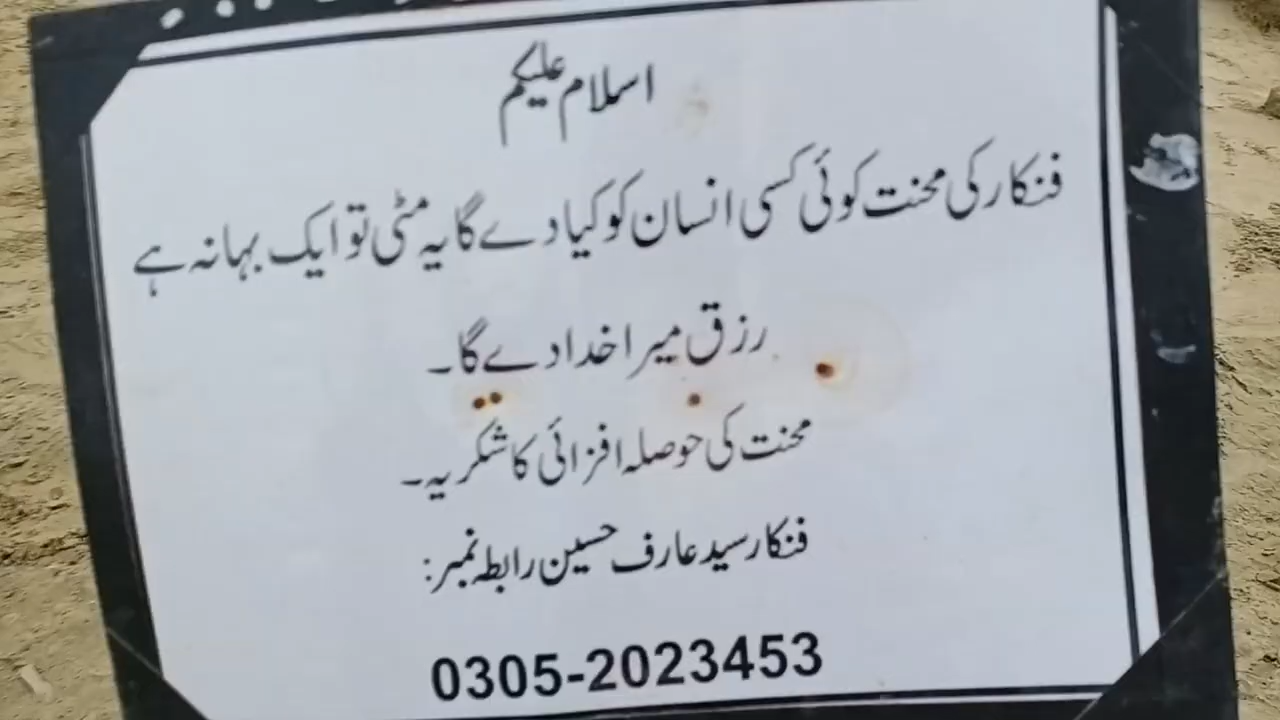 اسلام علیکم
فنکار کی محنت کوئی کسی انسان کو کیا دے گا یہ مٹی تو ایک بہانہ ہے
رزق میرا خدا دے گا۔
محنت کی حوصلہ افزائی کا شکریہ۔
فنکار سید عارف حسین رابطہ نمبر:
0305-2023453